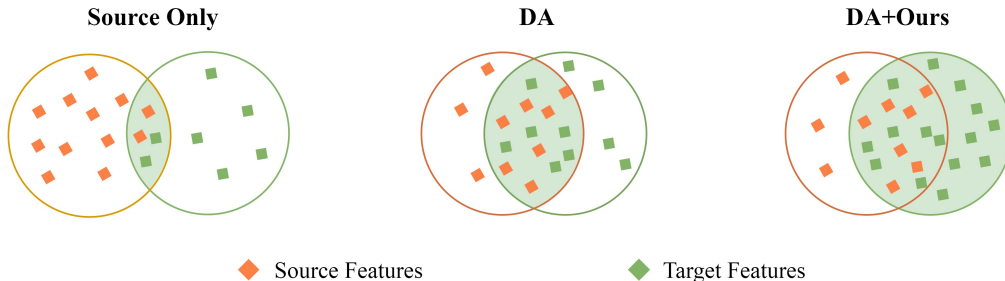 Source Only
DA
DA+Ours
Source Features
Target Features